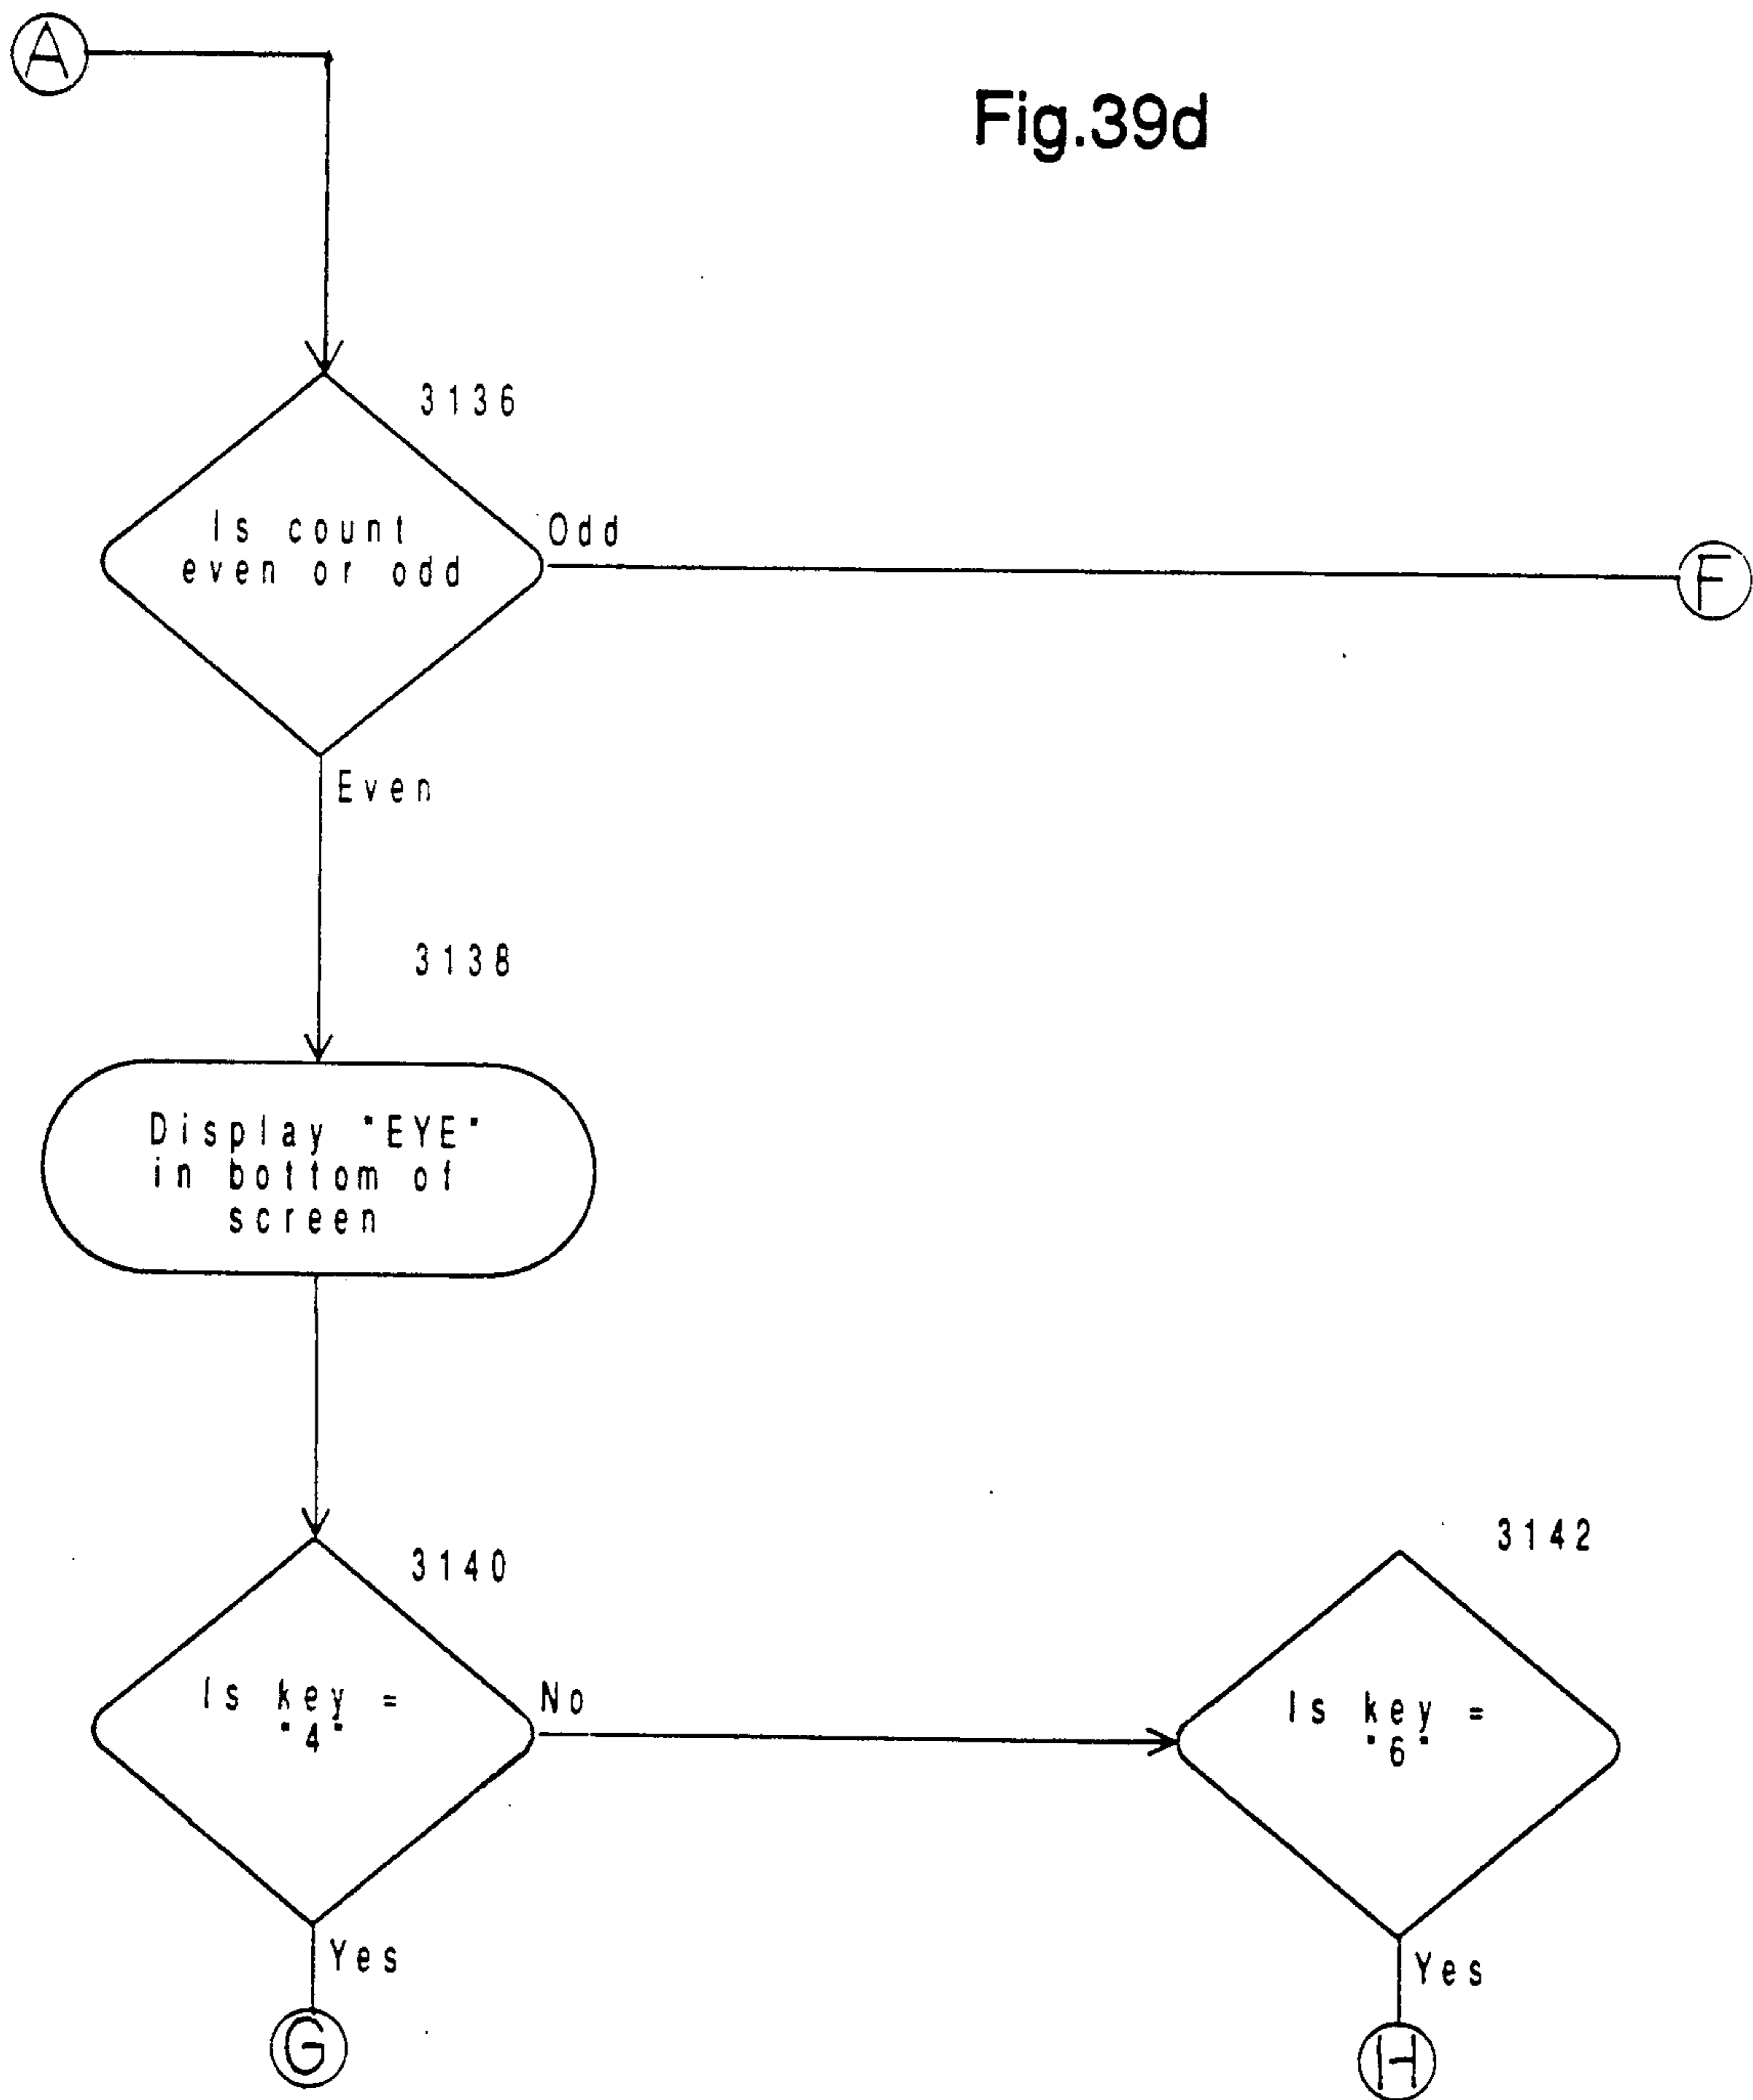 A
Fig.39d
3136
Is count
even or odd
Odd
F
Even
3138
Display "EYE"
in bottom of
screen
3140
Is key =
"4"
No
3142
Is key =
"6"
Yes
G
Yes
H